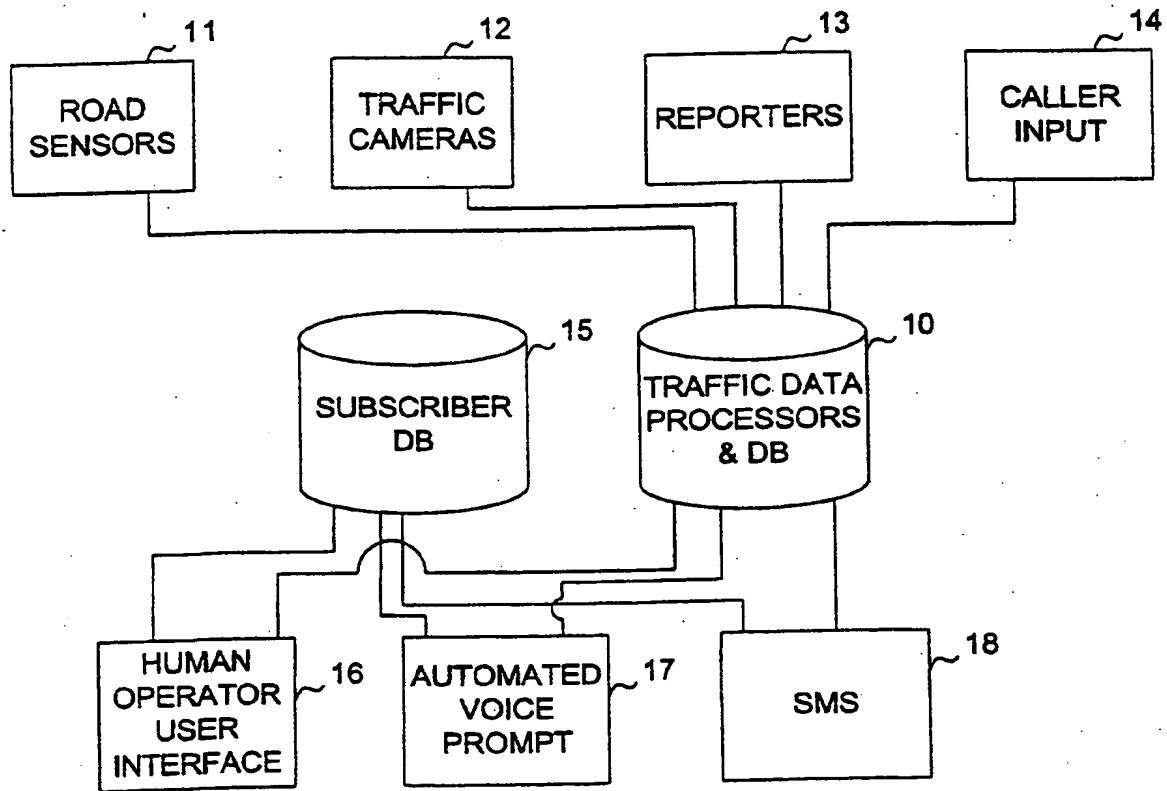 11
12
13
14
ROAD
SENSORS
TRAFFIC
CAMERAS
REPORTERS
CALLER
INPUT
15
10
SUBSCRIBER
DB
TRAFFIC DATA
PROCESSORS
& DB
16
17
18
HUMAN
OPERATOR
USER
INTERFACE
AUTOMATED
VOICE
PROMPT
SMS